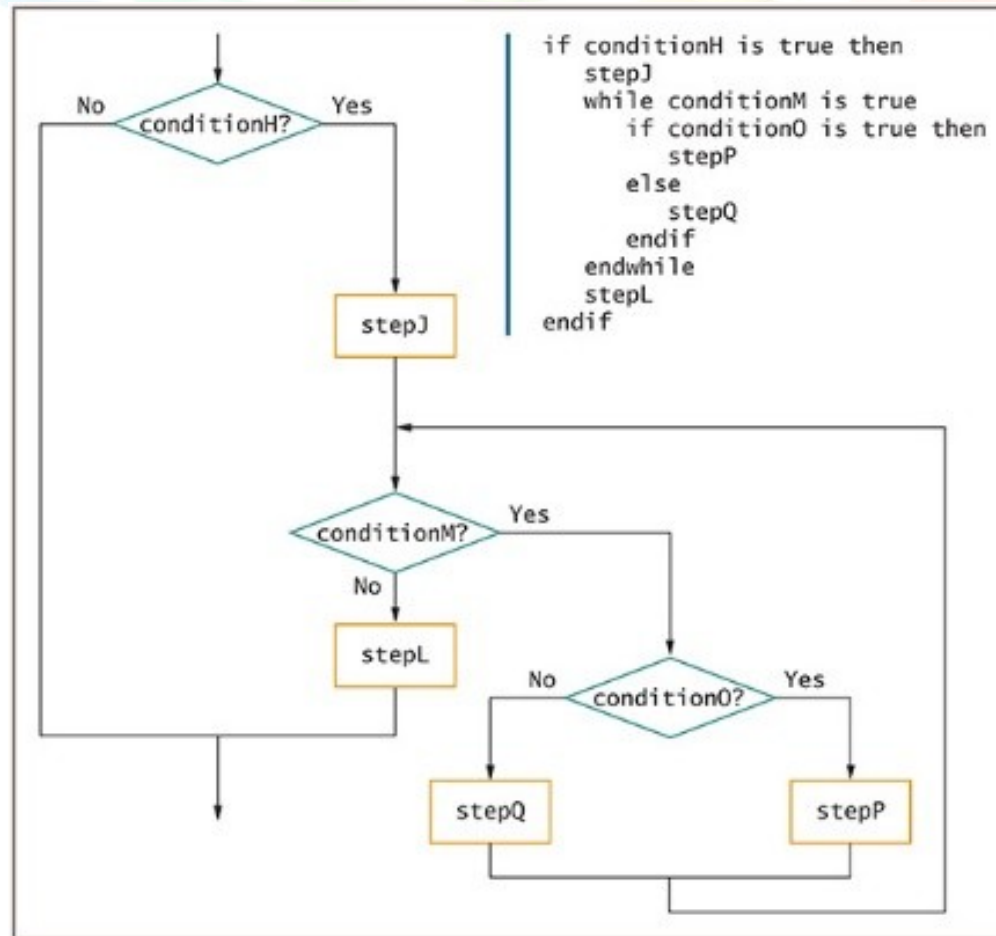 No
conditionH?
Yes
if conditionH is true then
stepJ
while conditionM is true
if conditionO is true then
stepP
else
stepQ
endif
endwhile
stepL
endif
stepJ
conditionM?
Yes
No
stepL
No
conditionO?
Yes
stepQ
stepP